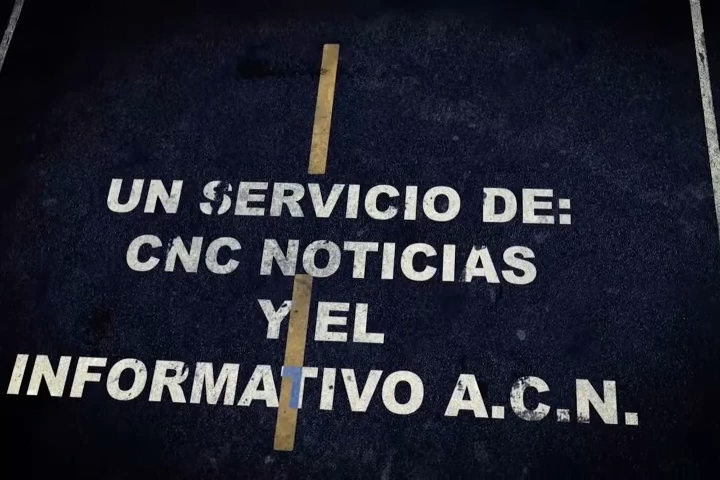 UN SERVICIO DE:
CNC NOTICIAS
Y EL
INFORMATIVO A.C.N.